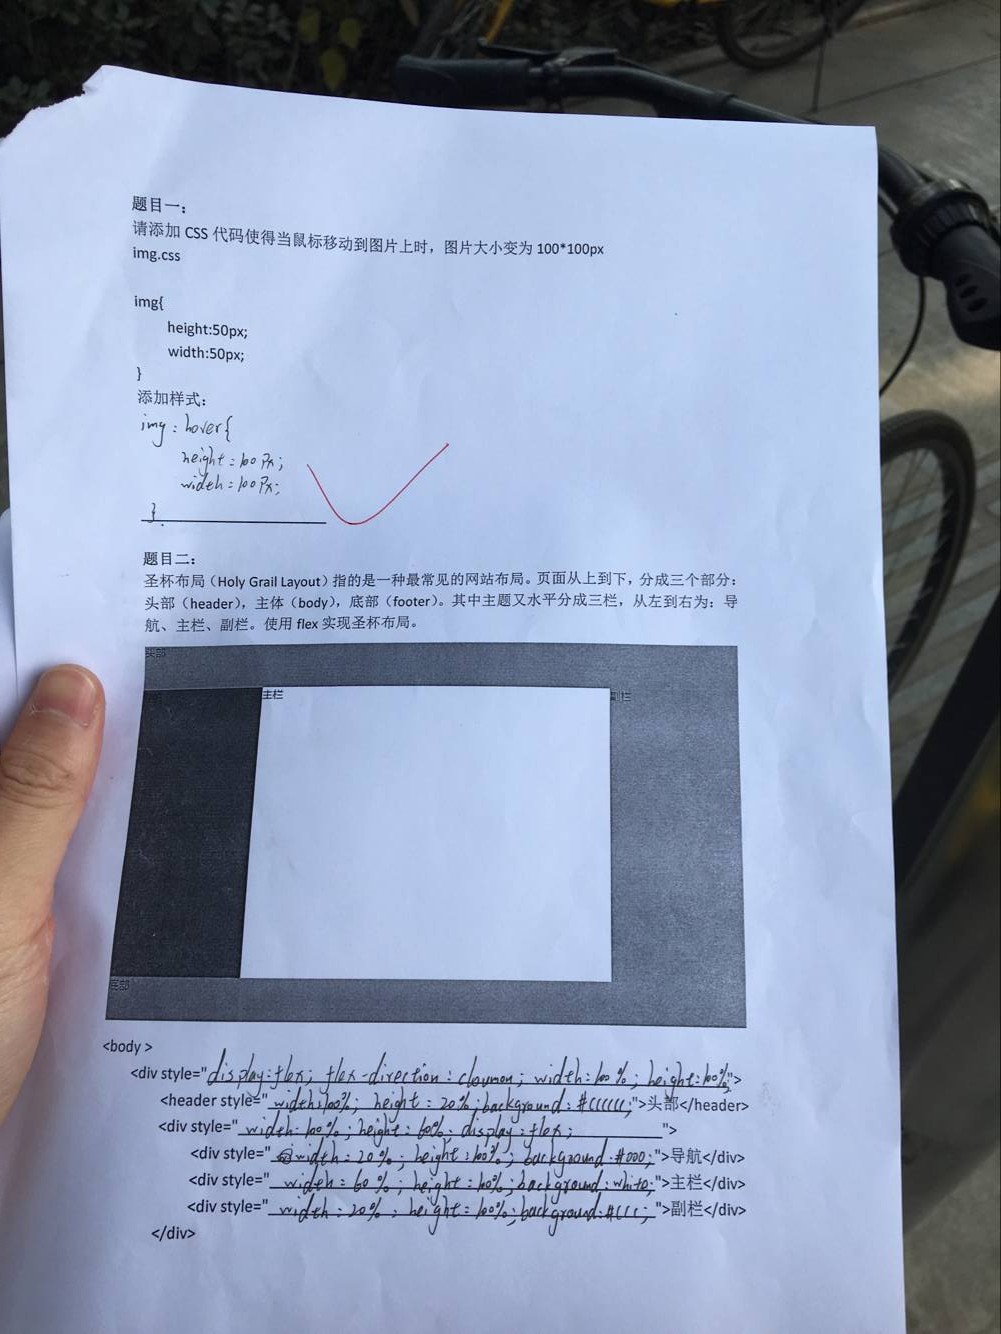 题目一：
请添加 CSS 代码使得当鼠标移动到图片上时，图片大小变为 100*100px
img.css
img{
height:50px;
width:50px;
}
添加样式：
img:hover{
height:100px;
width:100px;
}
题目二：
圣杯布局（Holy Grail Layout）指的是一种最常见的网站布局。页面从上到下，分成三个部分：
头部（header），主体（body），底部（footer）。其中主题又水平分成三栏，从左到右为：导
航、主栏、副栏。使用 flex 实现圣杯布局。
头部
主栏
副栏
底部
<body >
<div style="display:flex; flex-direction:cloumon; width:100%; height:100%;">
<header style="width:100%; height:20%;background:#cccccc;">头部</header>
<div style="width:100%;height:60%;display:flex;">
<div style="width:20%; height:100%; background:#000;">导航</div>
<div style="width:60%; height:100%;background:white;">主栏</div>
<div style="width:20%; height:100%;background:#ccc;">副栏</div>
</div>